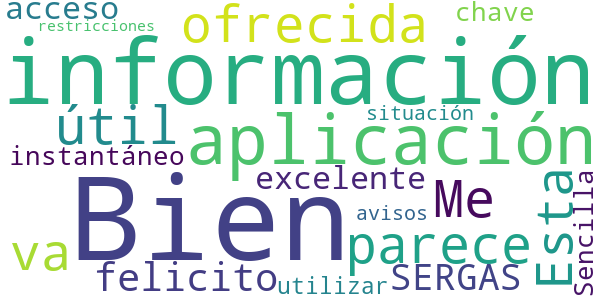 acceso
restricciones
ofrecida
chave
información
útil
situación
aplicación
instantáneo
excelente
Bien
Me
Esta
Sencilla
avisos
va
parece
felicito
utilizar
SERGAS